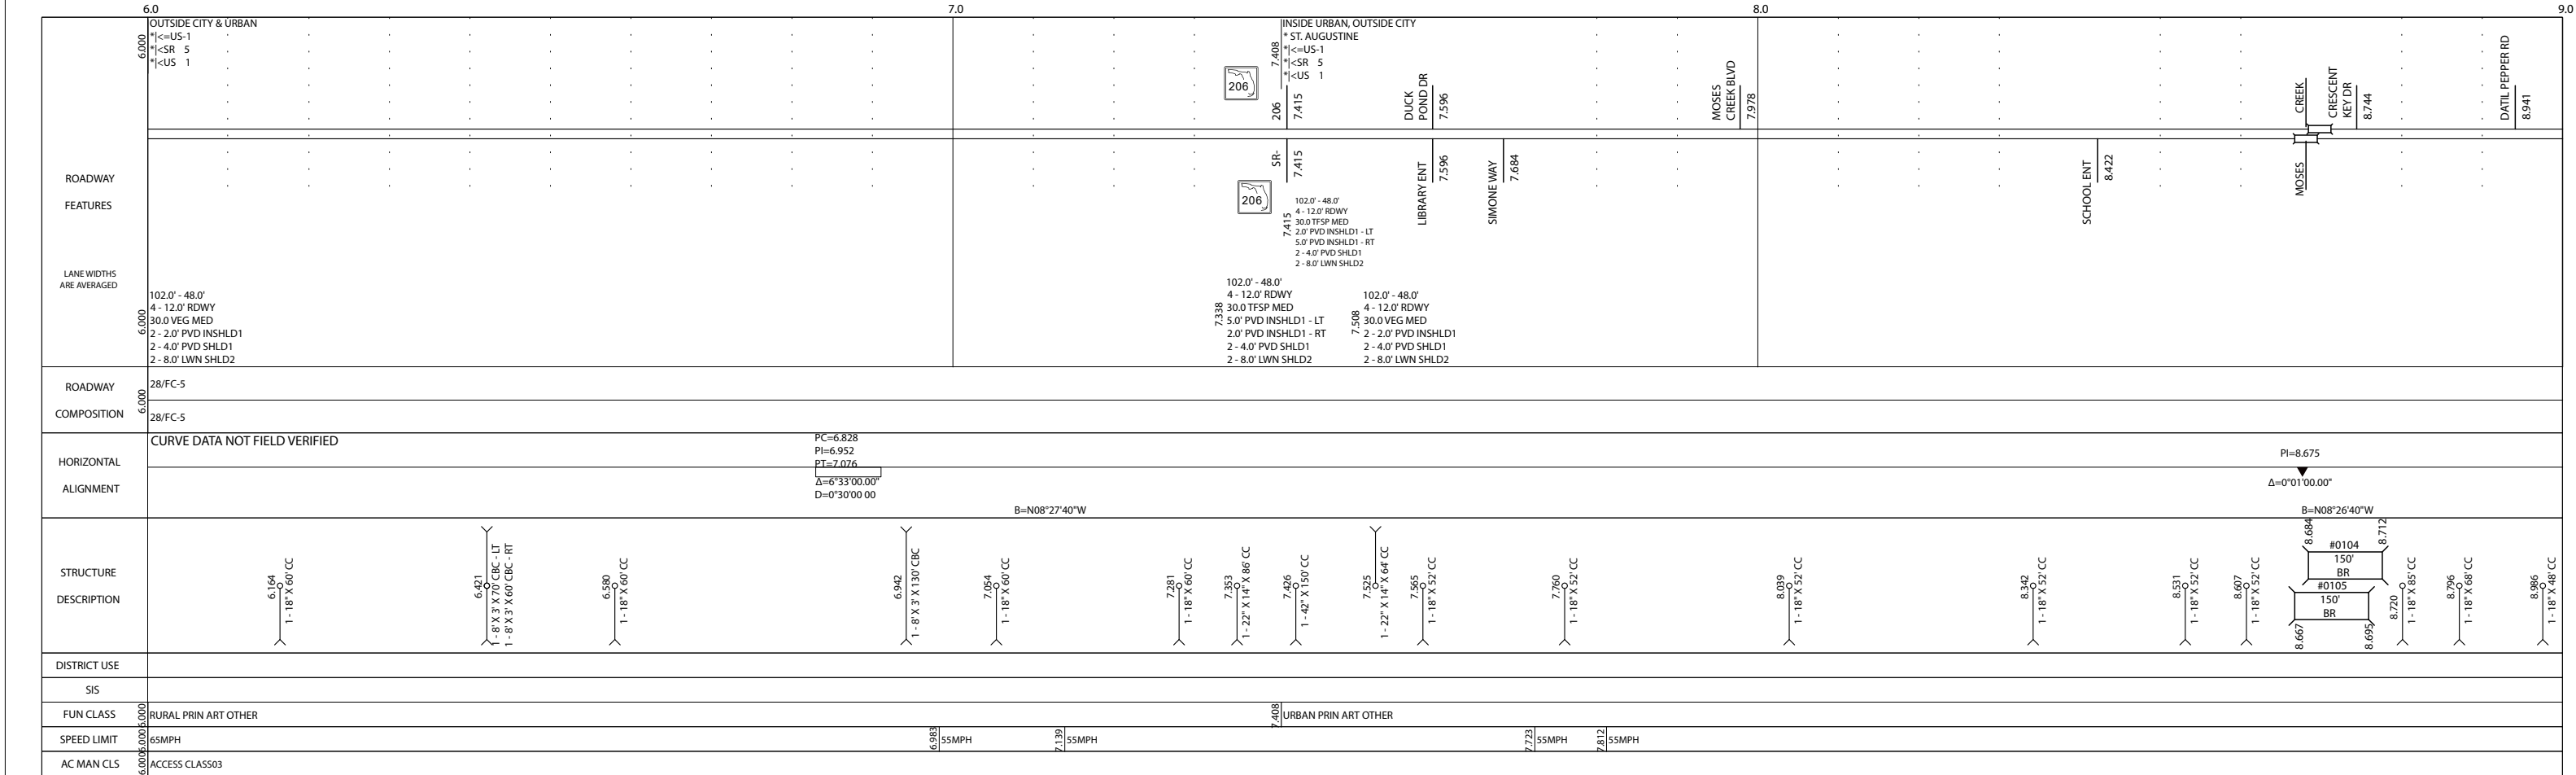 6.0
7.0
8.0
9.0
6.000
OUTSIDE CITY & URBAN
*|<=US-1
*|<SR 5
*|<US 1
7.408
INSIDE URBAN, OUTSIDE CITY
* ST. AUGUSTINE
*|<=US-1
*|<SR 5
*|<US 1
206
206
7.415
DUCK
POND DR
7.596
MOSES
CREEK BLVD
7.978
CREEK
CRESCENT
KEY DR
8.744
DATIL PEPPER RD
8.941
ROADWAY
FEATURES
SR-
7.415
206
LIBRARY ENT
7.596
SIMONE WAY
7.684
SCHOOL ENT
8.422
MOSES
7.415
102.0' - 48.0'
4 - 12.0' RDWY
30.0 TFSP MED
2.0' PVD INSHLD1 - LT
5.0' PVD INSHLD1 - RT
2 - 4.0' PVD SHLD1
2 - 8.0' LWN SHLD2
LANE WIDTHS
ARE AVERAGED
6.000
102.0' - 48.0'
4 - 12.0' RDWY
30.0 VEG MED
2 - 2.0' PVD INSHLD1
2 - 4.0' PVD SHLD1
2 - 8.0' LWN SHLD2
7.338
102.0' - 48.0'
4 - 12.0' RDWY
30.0 TFSP MED
5.0' PVD INSHLD1 - LT
2.0' PVD INSHLD1 - RT
2 - 4.0' PVD SHLD1
2 - 8.0' LWN SHLD2
7.508
102.0' - 48.0'
4 - 12.0' RDWY
30.0 VEG MED
2 - 2.0' PVD INSHLD1
2 - 4.0' PVD SHLD1
2 - 8.0' LWN SHLD2
ROADWAY
COMPOSITION
6.000
28/FC-5
28/FC-5
HORIZONTAL
ALIGNMENT
CURVE DATA NOT FIELD VERIFIED
PC=6.828
PI=6.952
PT=7.076
Δ=6°33'00.00"
D=0°30'00 00
B=N08°27'40"W
PI=8.675
Δ=0°01'00.00"
B=N08°26'40"W
STRUCTURE
DESCRIPTION
6.164
1 - 18" X 60' CC
6.421
1 - 8' X 3' X 70' CBC - LT
1 - 8' X 3' X 60' CBC - RT
6.580
1 - 18" X 60' CC
6.942
1 - 8' X 3' X 130' CBC
7.054
1 - 18" X 60' CC
7.281
1 - 18" X 60' CC
7.353
1 - 22" X 14" X 86' CC
7.426
1 - 42" X 150' CC
7.525
1 - 22" X 14" X 64' CC
7.565
1 - 18" X 52' CC
7.760
1 - 18" X 52' CC
8.039
1 - 18" X 52' CC
8.342
1 - 18" X 52' CC
8.531
1 - 18" X 52' CC
8.607
1 - 18" X 52' CC
8.684
8.712
#0104
150'
BR
#0105
150'
BR
8.667
8.695
8.720
1 - 18" X 85' CC
8.796
1 - 18" X 68' CC
8.986
1 - 18" X 48' CC
DISTRICT USE
SIS
FUN CLASS
6.000
RURAL PRIN ART OTHER
7.408
URBAN PRIN ART OTHER
SPEED LIMIT
6.000
65MPH
6.983
55MPH
7.139
55MPH
7.723
55MPH
7.812
55MPH
AC MAN CLS
6.000
ACCESS CLASS03